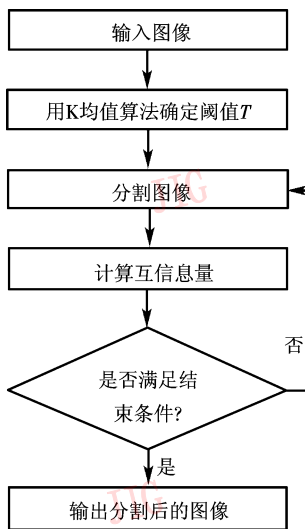 输入图像
用K均值算法确定阈值T
分割图像
JIG
计算互信息量
否
是否满足结
束条件?
是
输出分割后的图像
JIG